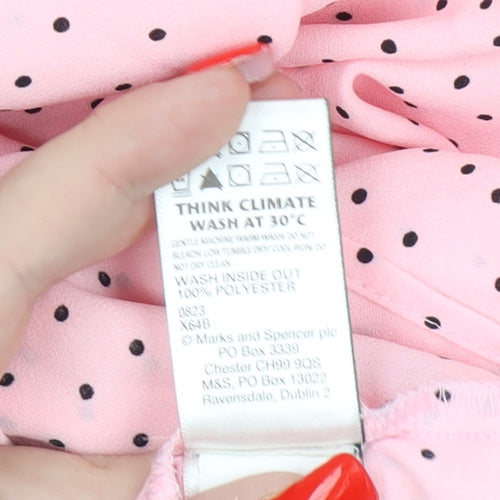 THINK CLIMATE
WASH AT 30°C
GENTLE MACHINE WARM WASH DO NOT
BLEACH LOW TUMBLE DRY COOL IRON DO
NOT DRY CLEAN
WASH INSIDE OUT
100% POLYESTER
0823
X64B
© Marks and Spencer plc
PO Box 3339
Chester CH99 9QS
M&S, PO Box 13022
Ravensdale, Dublin 2